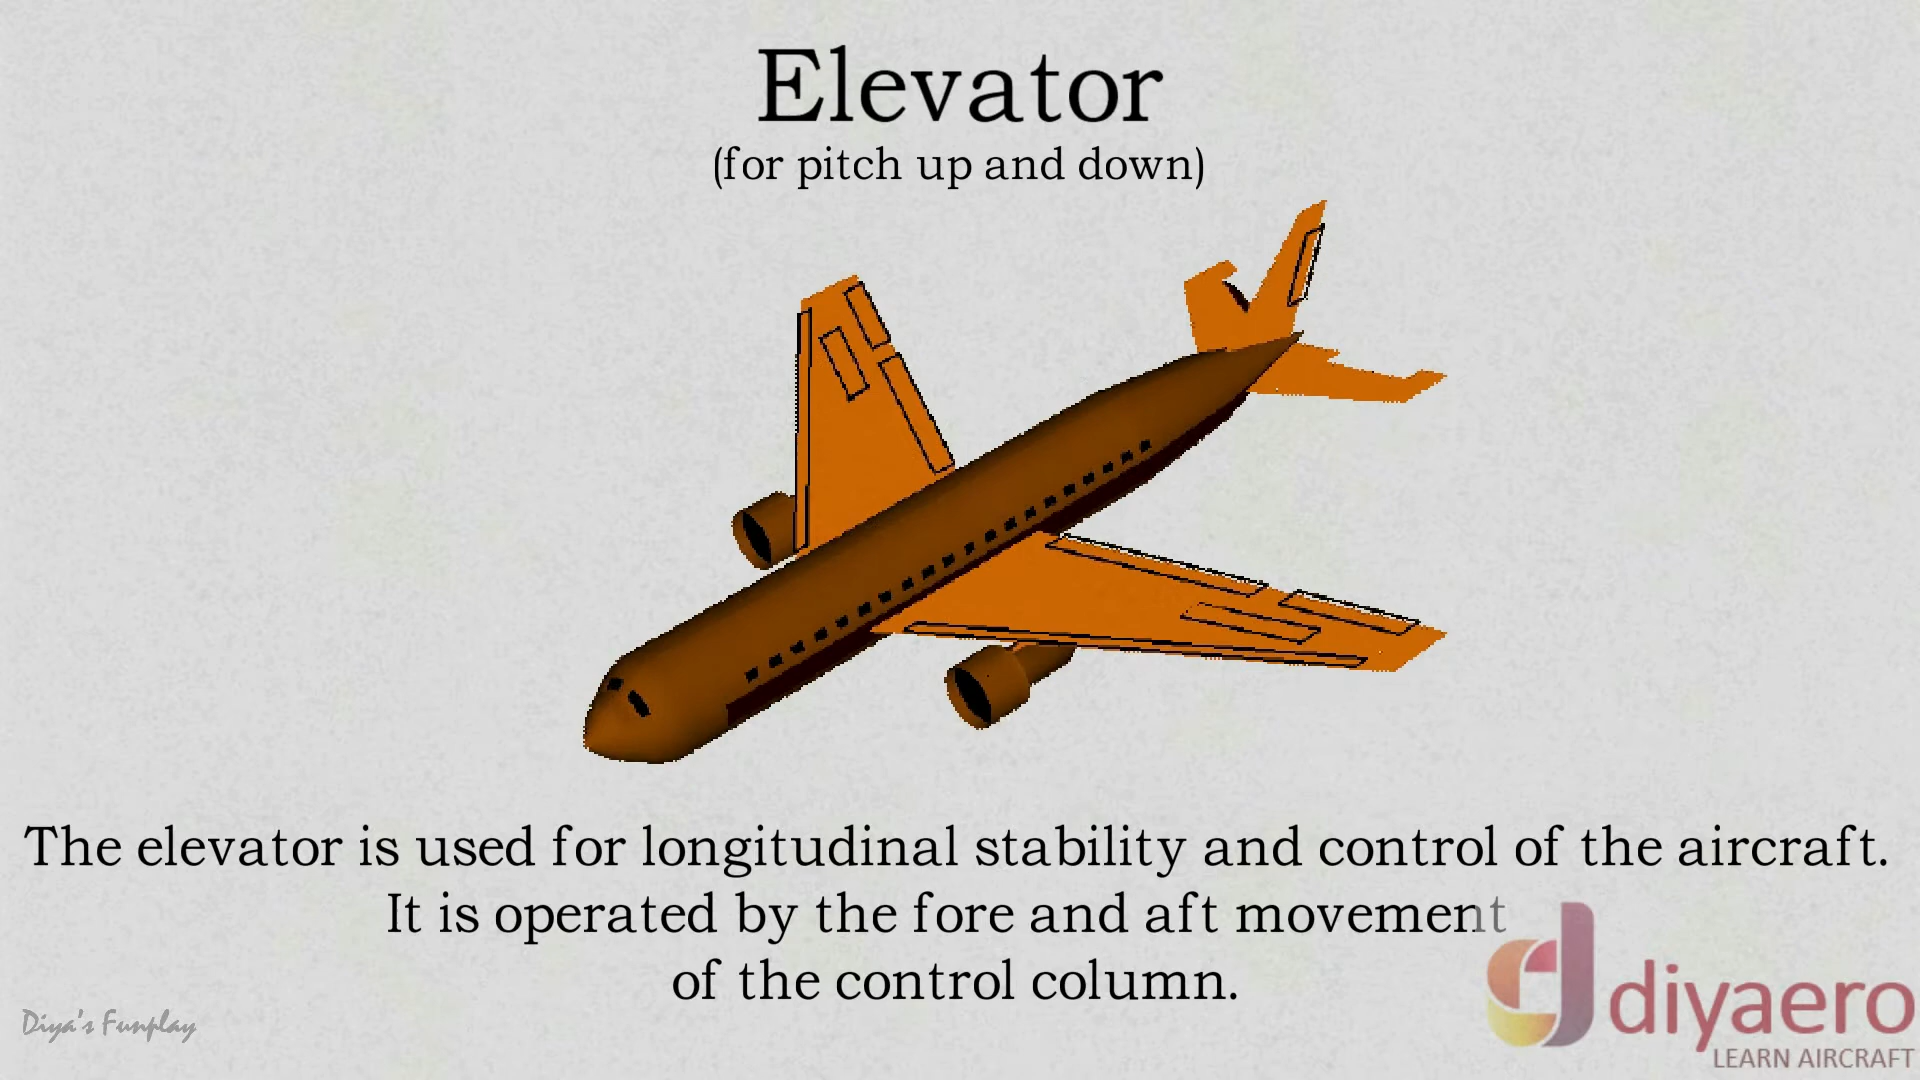 Elevator
(for pitch up and down)
The elevator is used for longitudinal stability and control of the aircraft.
It is operated by the fore and aft movement
of the control column.
Diya's Funplay
diyaero
LEARN AIRCRAFT